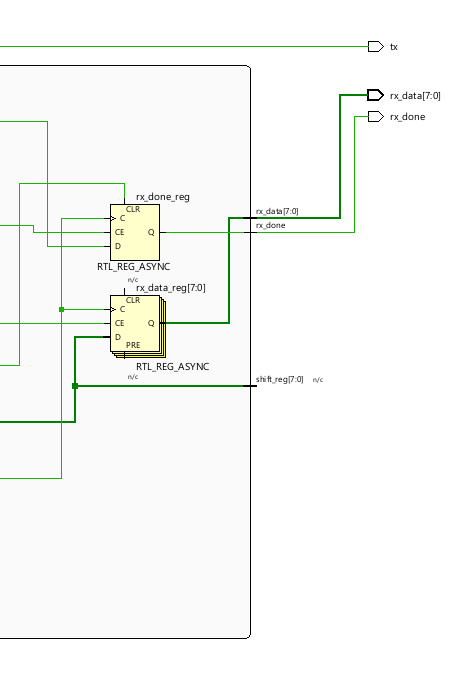 tx
rx_data[7:0]
rx_done
rx_done_reg
CLR
C
CE
D
Q
RTL_REG_ASYNC
rx_data[7:0]
rx_done
n/c
rx_data_reg[7:0]
CLR
C
CE
D
Q
PRE
RTL_REG_ASYNC
n/c
shift_reg[7:0] n/c